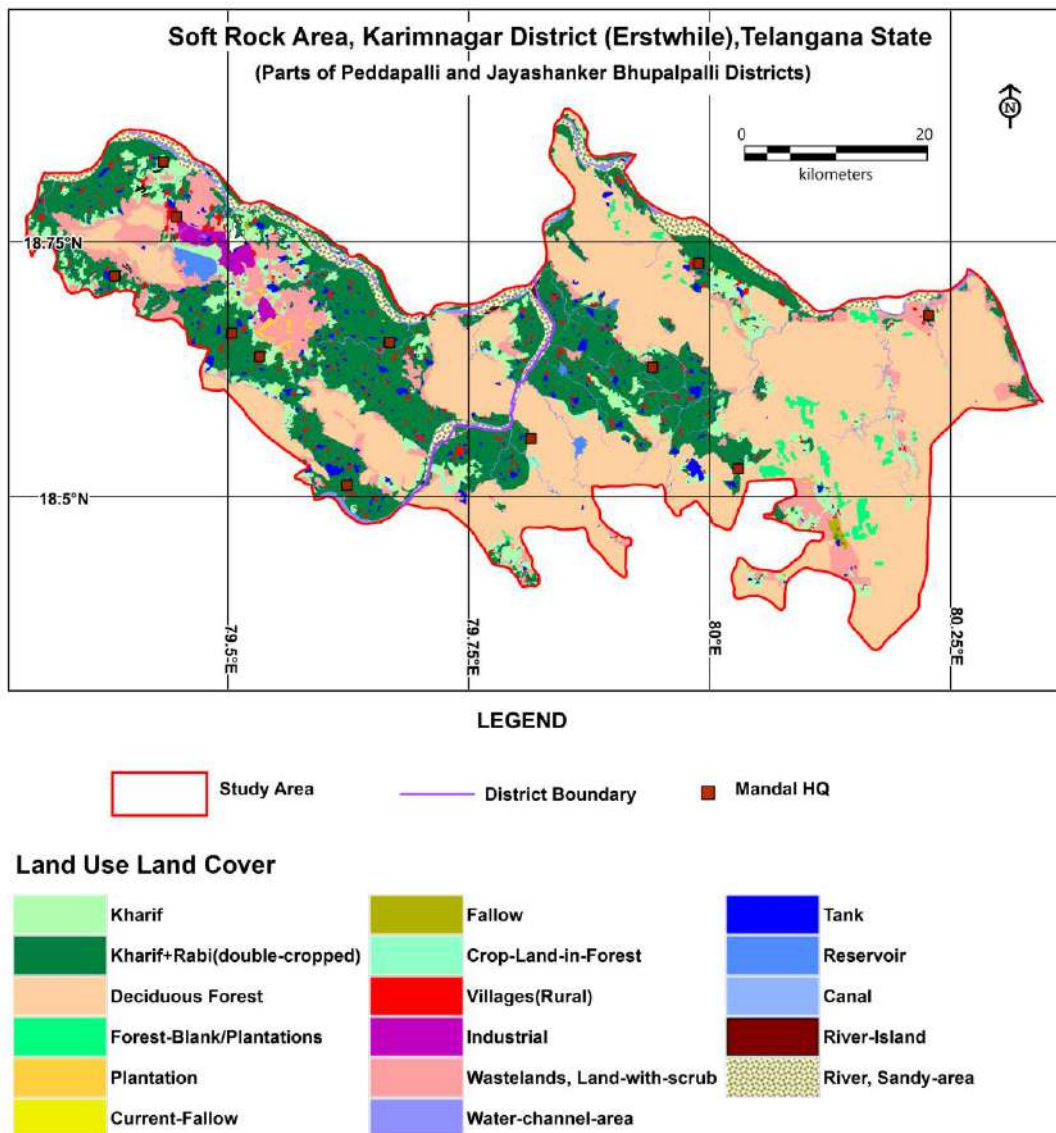 Soft Rock Area, Karimnagar District (Erstwhile),Telangana State
(Parts of Peddapalli and Jayashanker Bhupalpalli Districts)
N
0 20
kilometers
18.75°N
18.5°N
79.5°E
79.75°E
80°E
80.25°E
LEGEND
Study Area
District Boundary
Mandal HQ
Land Use Land Cover
Kharif
Kharif+Rabi(double-cropped)
Deciduous Forest
Forest-Blank/Plantations
Plantation
Current-Fallow
Fallow
Crop-Land-in-Forest
Villages(Rural)
Industrial
Wastelands, Land-with-scrub
Water-channel-area
Tank
Reservoir
Canal
River-Island
River, Sandy-area